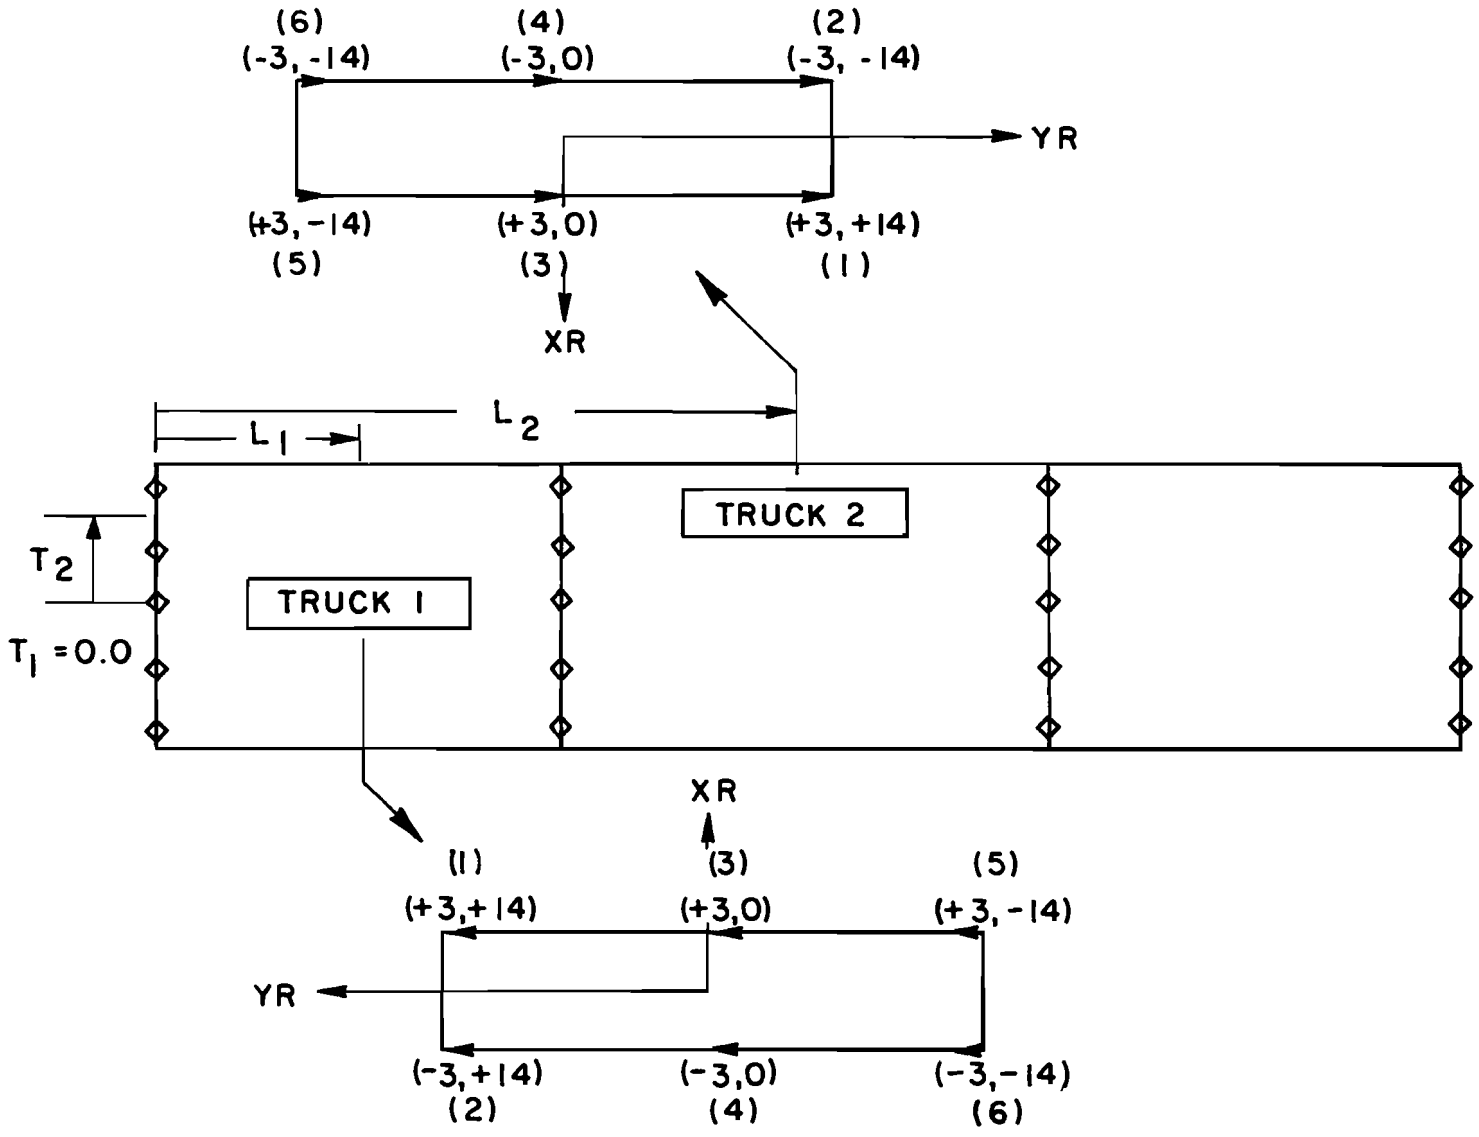 (6) (4) (2)
(-3,-14) (-3,0) (-3, -14)
YR
(+3,-14) (+3,0) (+3,+14)
(5) (3) (1)
XR
L2
L1
TRUCK 2
T2
TRUCK 1
T1 =0.0
XR
(1) (3) (5)
(+3,+14) (+3,0) (+3,-14)
YR
(-3,+14) (-3,0) (-3,-14)
(2) (4) (6)